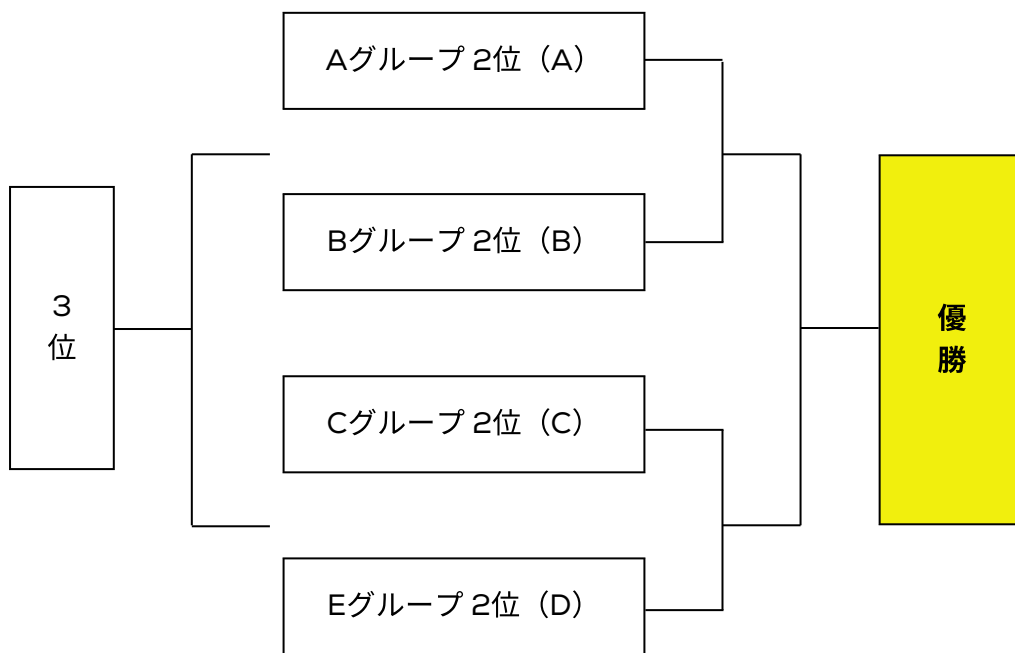 Aグループ 2位（A）
Bグループ 2位（B）
3
位
優
勝
Cグループ 2位（C）
Eグループ 2位（D）